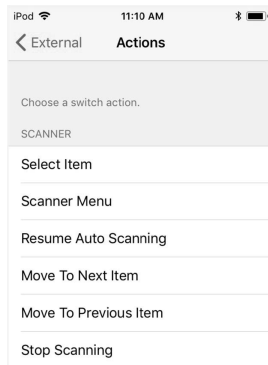 iPod 11:10 AM
External Actions
Choose a switch action.
SCANNER
Select Item
Scanner Menu
Resume Auto Scanning
Move To Next Item
Move To Previous Item
Stop Scanning